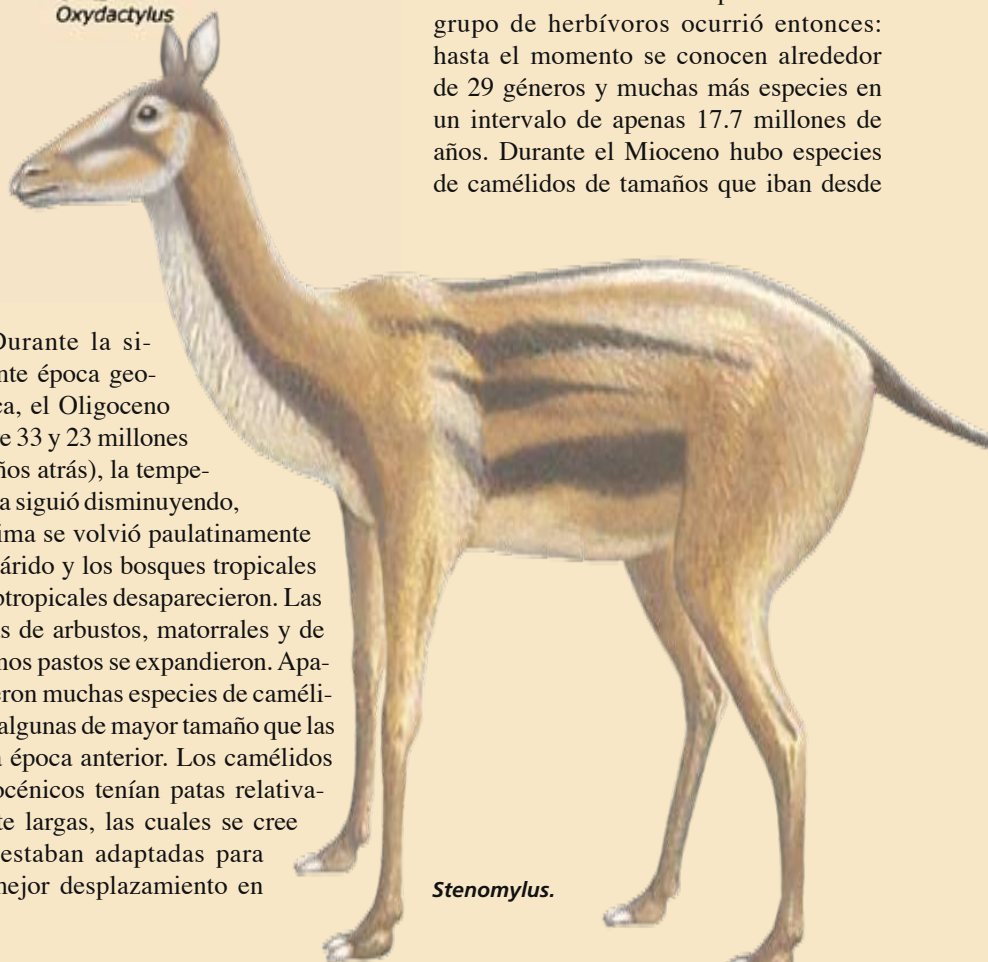 Oxydactylus
Durante la si-
nte época geo-
ca, el Oligoceno
e 33 y 23 millones
ños atrás), la tempe-
a siguió disminuyendo,
ima se volvió paulatinamente
árido y los bosques tropicales
otropicales desaparecieron. Las
s de arbustos, matorrales y de
nos pastos se expandieron. Apa-
eron muchas especies de caméli-
algunas de mayor tamaño que las
a época anterior. Los camélidos
océnicos tenían patas relativa-
te largas, las cuales se cree
estaban adaptadas para
mejor desplazamiento en
grupo de herbívoros ocurrió entonces:
hasta el momento se conocen alrededor
de 29 géneros y muchas más especies en
un intervalo de apenas 17.7 millones de
años. Durante el Mioceno hubo especies
de camélidos de tamaños que iban desde
Stenomylus.